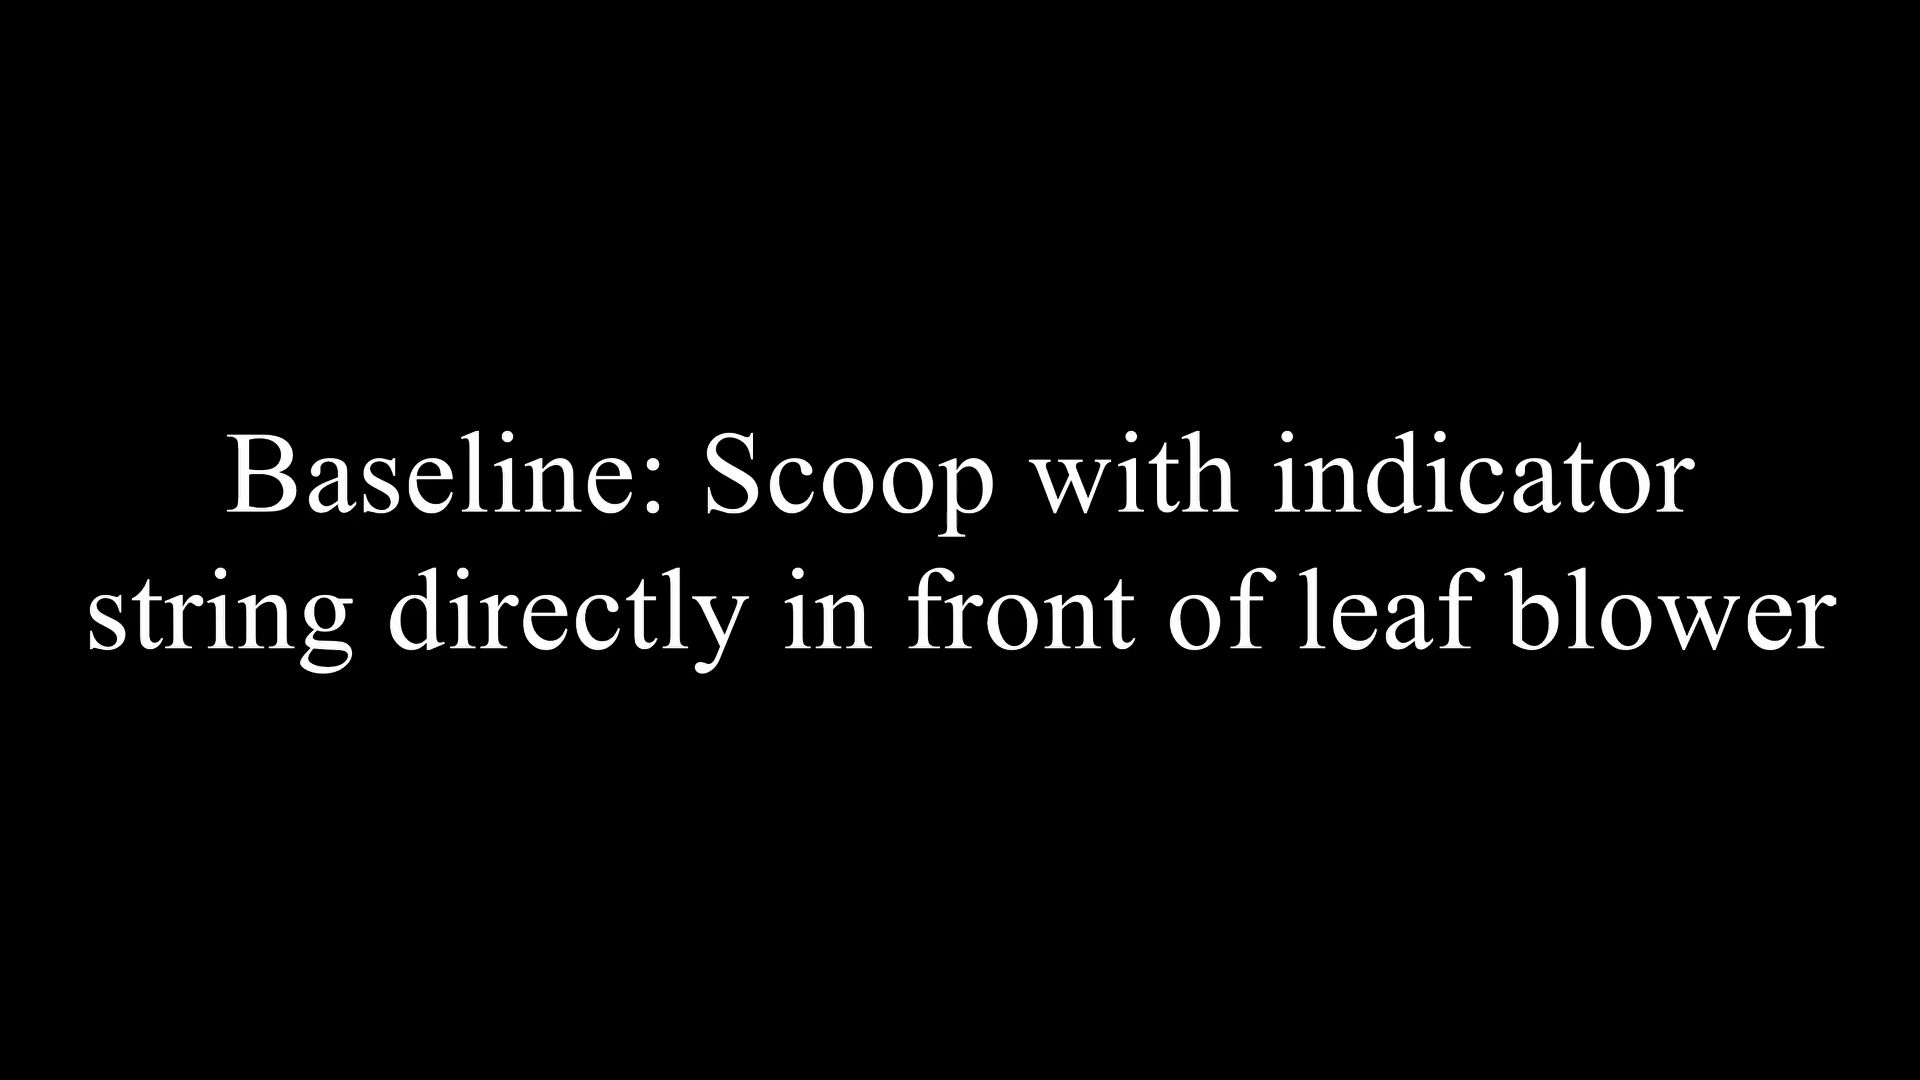 Baseline: Scoop with indicator
string directly in front of leaf blower